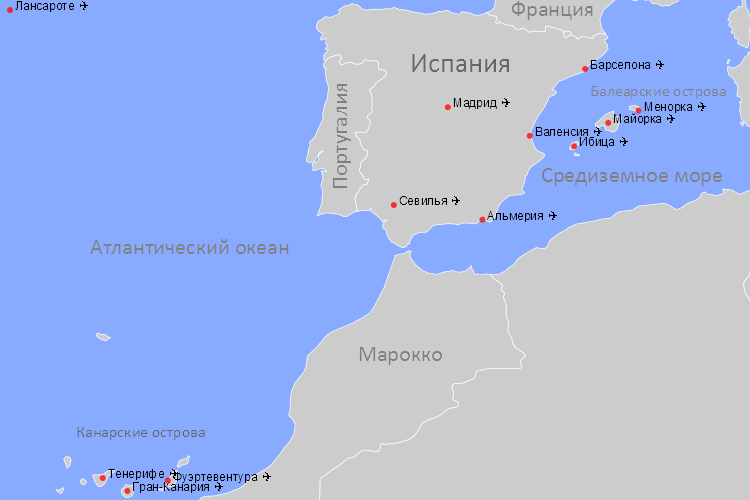 Лансароте ✈
Франция
Испания
Барселона ✈
Балеарские острова
Португалия
Мадрид ✈
Менорка ✈
Майорка ✈
Валенсия ✈
Ибица ✈
Средиземное море
Севилья ✈
Альмерия ✈
Атлантический океан
Марокко
Канарские острова
Тенерифе ✈
Фуэртевентура ✈
Гран-Канария ✈